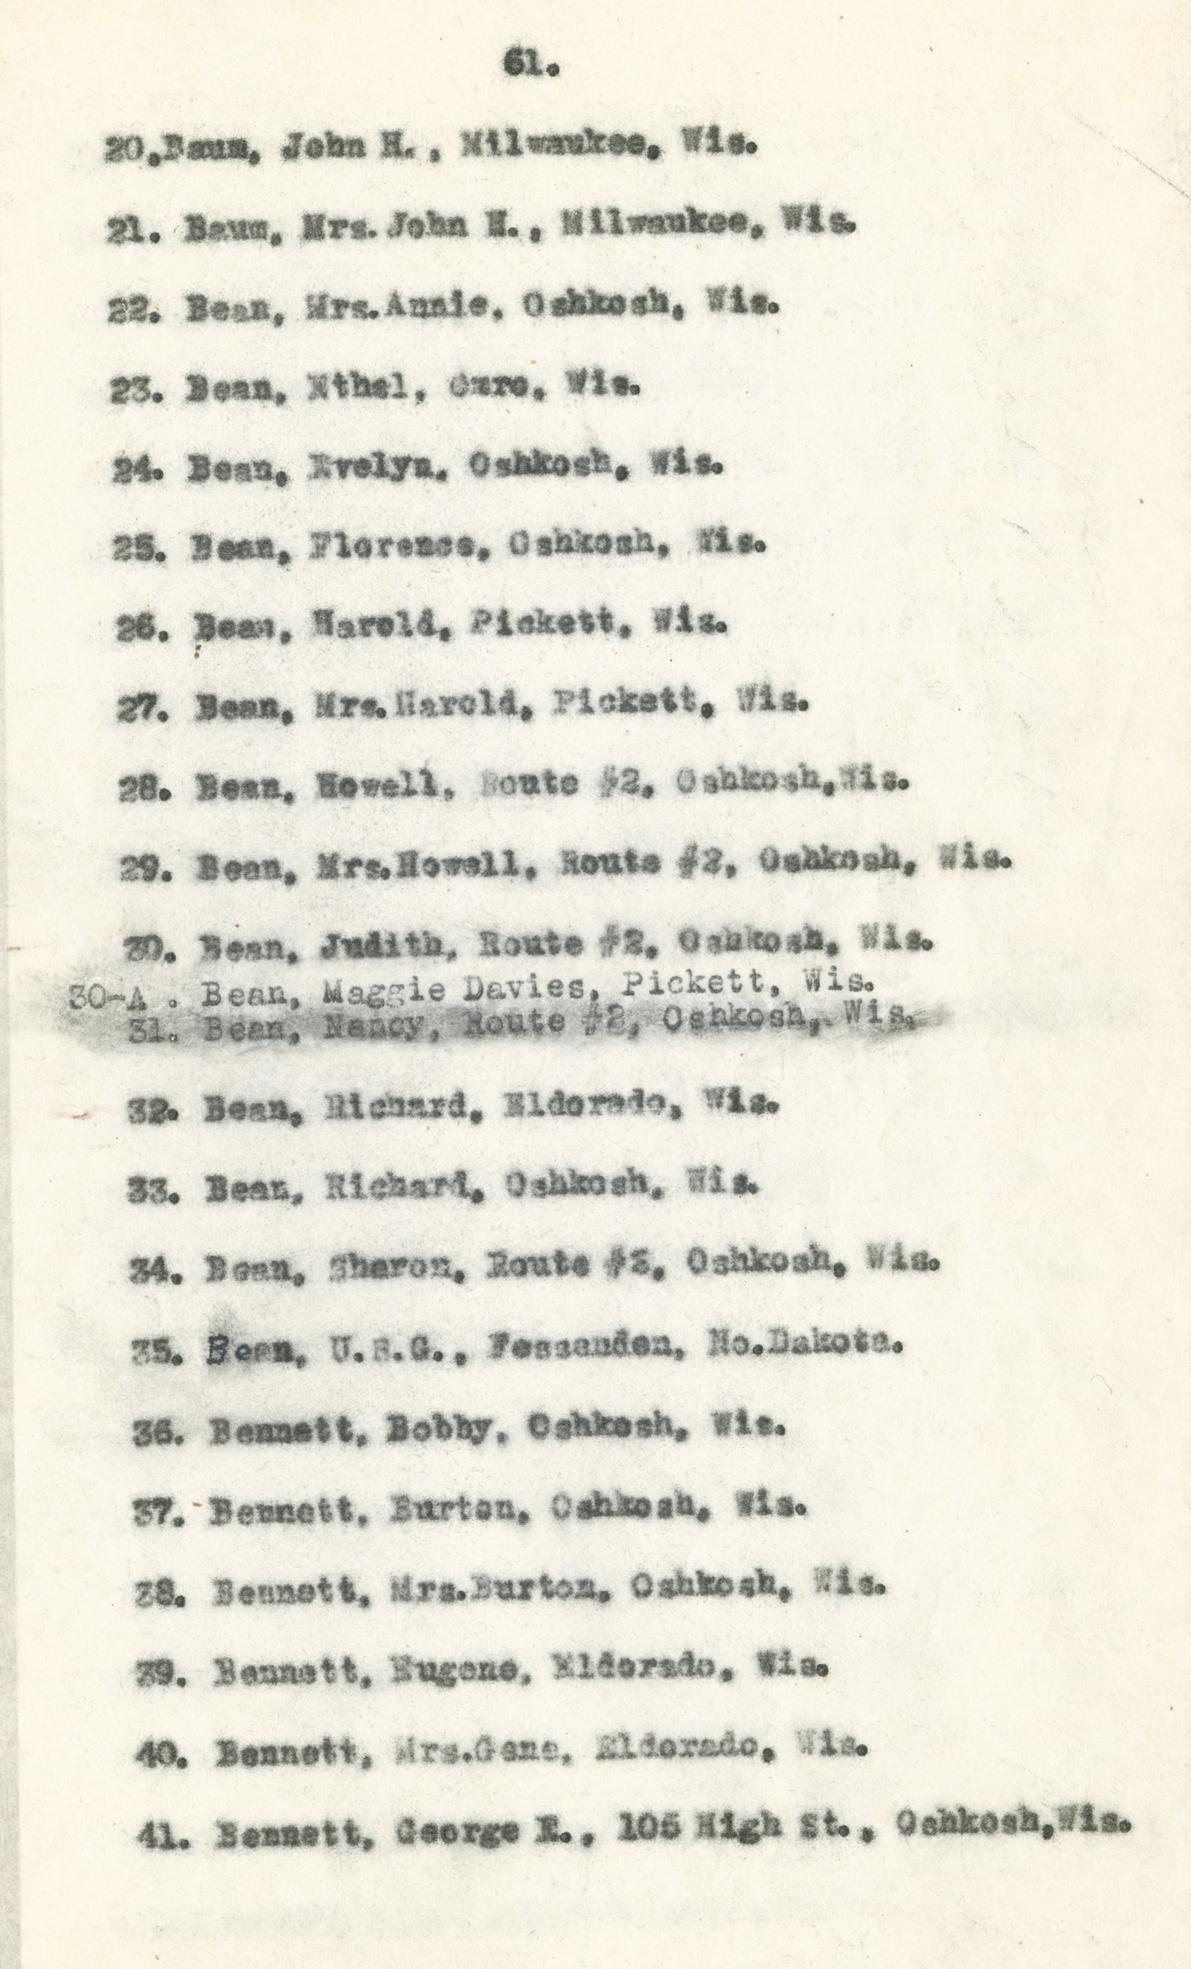 61.
20.Baum, John H., Milwaukee, Wis.
21. Baum, Mrs.John H., Milwaukee, Wis.
22. Bean, Mrs.Annie, Oshkosh, Wis.
23. Bean, Ethel, Omro, Wis.
24. Bean, Evelyn, Oshkosh, Wis.
25. Bean, Florence, Oshkosh, Wis.
26. Bean, Harold, Pickett, Wis.
27. Bean, Mrs.Harold, Pickett, Wis.
28. Bean, Howell, Route #2, Oshkosh,Wis.
29. Bean, Mrs.Howell, Route #2, Oshkosh, Wis.
30. Bean, Judith, Route #2, Oshkosh, Wis.
30-A . Bean, Maggie Davies, Pickett, Wis.
31. Bean, Nancy, Route #2, Oshkosh, Wis.
32. Bean, Richard, Eldorado, Wis.
33. Bean, Richard, Oshkosh, Wis.
34. Bean, Sharon, Route Oshkosh, Wis.
35. Bean, U.S.G., Fessenden, No.Dakota.
36. Bennett, Bobby, Oshkosh, Wis.
37. Bennett, Burton, Oshkosh, Wis.
38. Bennett, Mrs.Burton, Oshkosh, Wis.
39. Bennett, Eugene, Eldorado, Wis.
40. Bennett, Mrs.Gene, Eldorado, Wis.
41. Bennett, George E., 105 High St., Oshkosh,Wis.